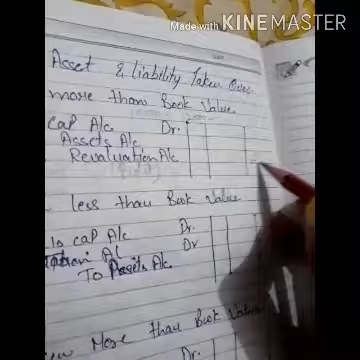 Made with KINEMASTER
Asset & Liability Taken Over
more than Book Value
Cap A/c. Dr.
Assets A/c
Revaluation A/c
less than Book Value
cap A/c Dr.
A/c Dr
To Assets A/c.
More than Book Value
Dr.